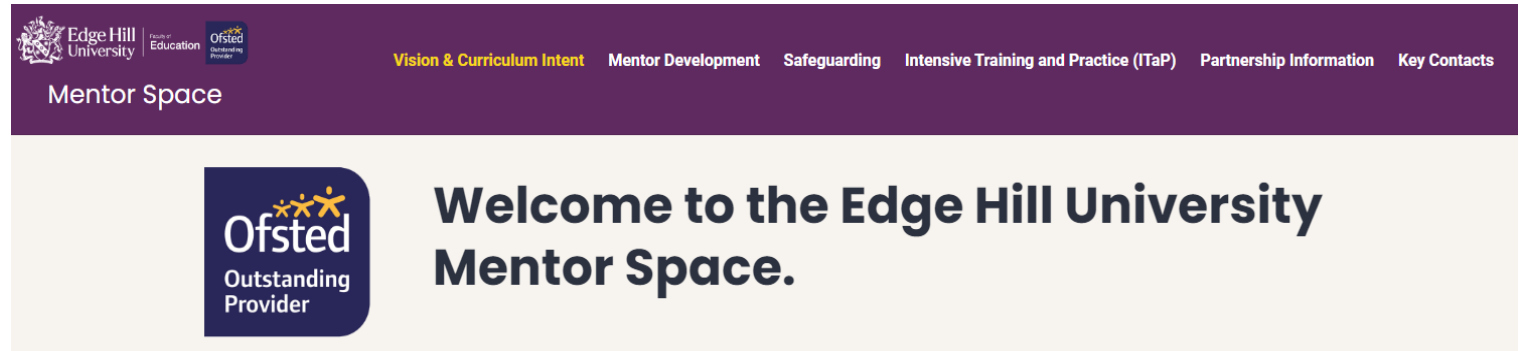 Edge Hill
University
Faculty of
Education
Ofsted
Outstanding
Provider
Mentor Space
Vision & Curriculum Intent Mentor Development Safeguarding Intensive Training and Practice (ITaP) Partnership Information Key Contacts
Ofsted
Outstanding
Provider
Welcome to the Edge Hill University
Mentor Space.